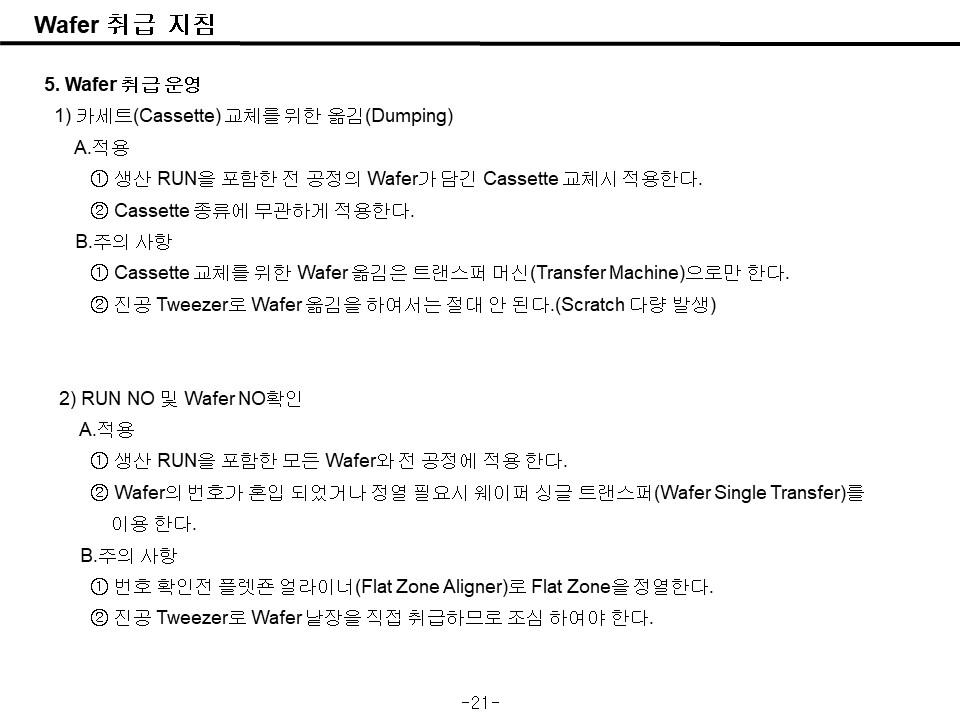 Wafer 취급 지침
5. Wafer 취급 운영
1) 카세트(Cassette) 교체를 위한 옮김(Dumping)
A.적용
① 생산 RUN을 포함한 전 공정의 Wafer가 담긴 Cassette 교체시 적용한다.
② Cassette 종류에 무관하게 적용한다.
B.주의 사항
① Cassette 교체를 위한 Wafer 옮김은 트랜스퍼 머신(Transfer Machine)으로만 한다.
② 진공 Tweezer로 Wafer 옮김을 하여서는 절대 안 된다.(Scratch 다량 발생)
2) RUN NO 및 Wafer NO확인
A.적용
① 생산 RUN을 포함한 모든 Wafer와 전 공정에 적용 한다.
② Wafer의 번호가 혼입 되었거나 정열 필요시 웨이퍼 싱글 트랜스퍼(Wafer Single Transfer)를
이용 한다.
B.주의 사항
① 번호 확인전 플렛죤 얼라이너(Flat Zone Aligner)로 Flat Zone을 정열한다.
② 진공 Tweezer로 Wafer 낱장을 직접 취급하므로 조심 하여야 한다.
-21-